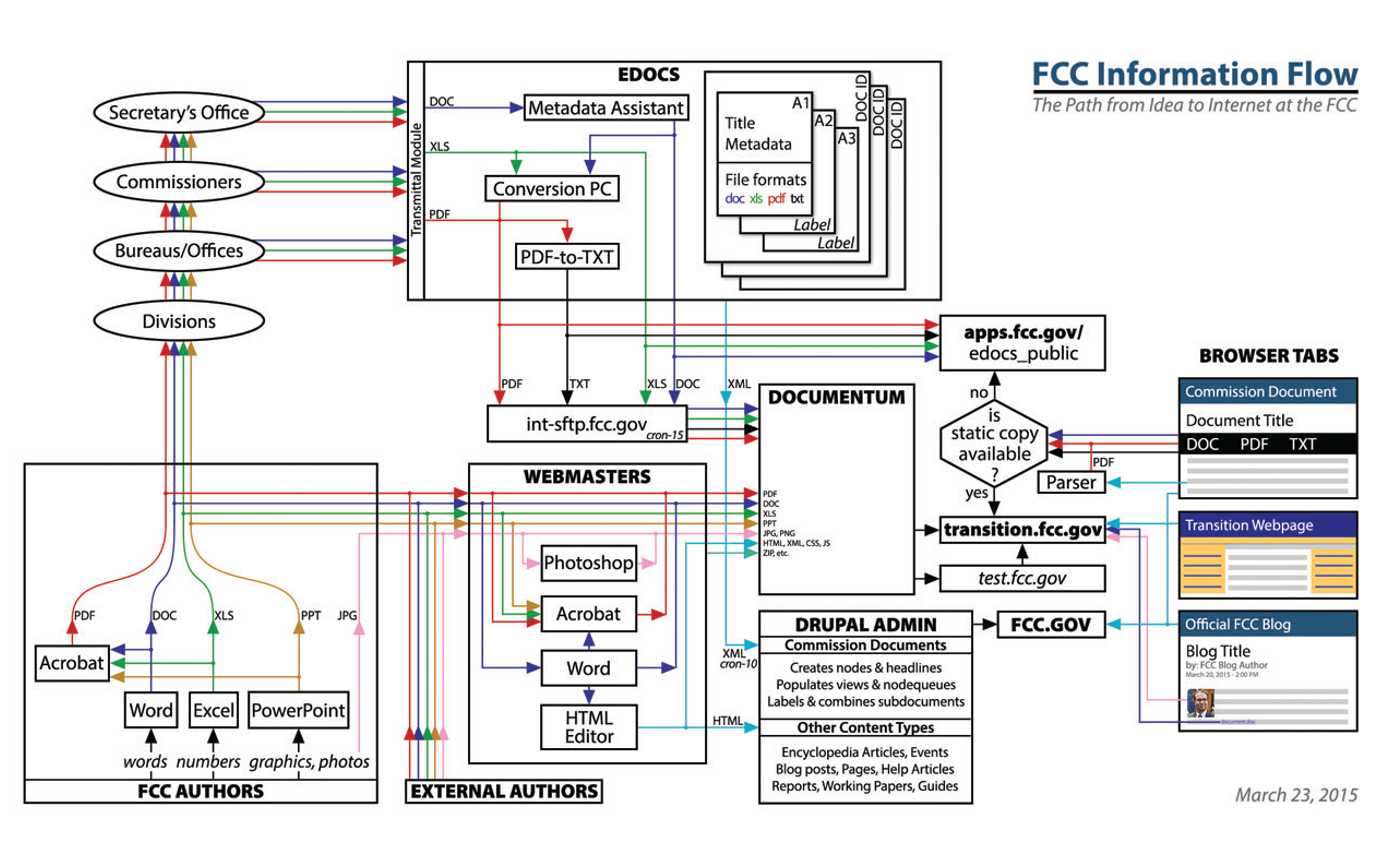 FCC Information Flow
The Path from Idea to Internet at the FCC
EDOCS
Transmittal Module
DOC
Metadata Assistant
XLS
Conversion PC
PDF
PDF-to-TXT
DOC ID
DOC ID
DOC ID
A1
A2
A3
Title
Metadata
File formats
doc xls pdf txt
Label
Label
Secretary's Office
Commissioners
Bureaus/Offices
Divisions
PDF
TXT
XLS
DOC
XML
int-sftp.fcc.gov
cron-15
apps.fcc.gov/
edocs_public
no
is
static copy
available
?
yes
BROWSER TABS
Commission Document
Document Title
DOC PDF TXT
PDF
Parser
transition.fcc.gov
test.fcc.gov
Transition Webpage
DOCUMENTUM
PDF
DOC
XLS
PPT
JPG, PNG
HTML, XML, CSS, JS
ZIP, etc.
WEBMASTERS
Photoshop
Acrobat
Word
HTML
Editor
PDF
DOC
XLS
PPT
JPG
Acrobat
Word
Excel
PowerPoint
words
numbers
graphics, photos
FCC AUTHORS
EXTERNAL AUTHORS
XML
cron-10
HTML
DRUPAL ADMIN
Commission Documents
Creates nodes & headlines
Populates views & nodequeues
Labels & combines subdocuments
Other Content Types
Encyclopedia Articles, Events
Blog posts, Pages, Help Articles
Reports, Working Papers, Guides
FCC.GOV
Official FCC Blog
Blog Title
by: FCC Blog Author
March 20, 2015 - 2:00 PM
document.doc
March 23, 2015